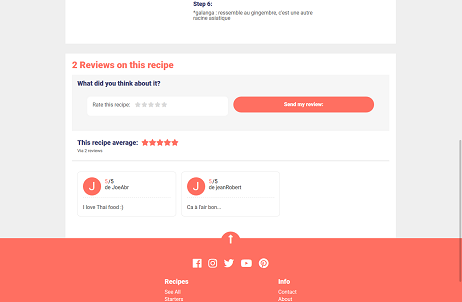 Step 6:
*galanga : ressemble au gingembre, c'est une autre
racine asiatique
2 Reviews on this recipe
What did you think about it?
Rate this recipe:
Send my review
This recipe average:
Via 2 reviews
J
5/5
de JoeAbr
I love Thai food :)
J
5/5
de jeanRobert
Ca à l'air bon...
Recipes
Info
See All
Contact
Starters
About